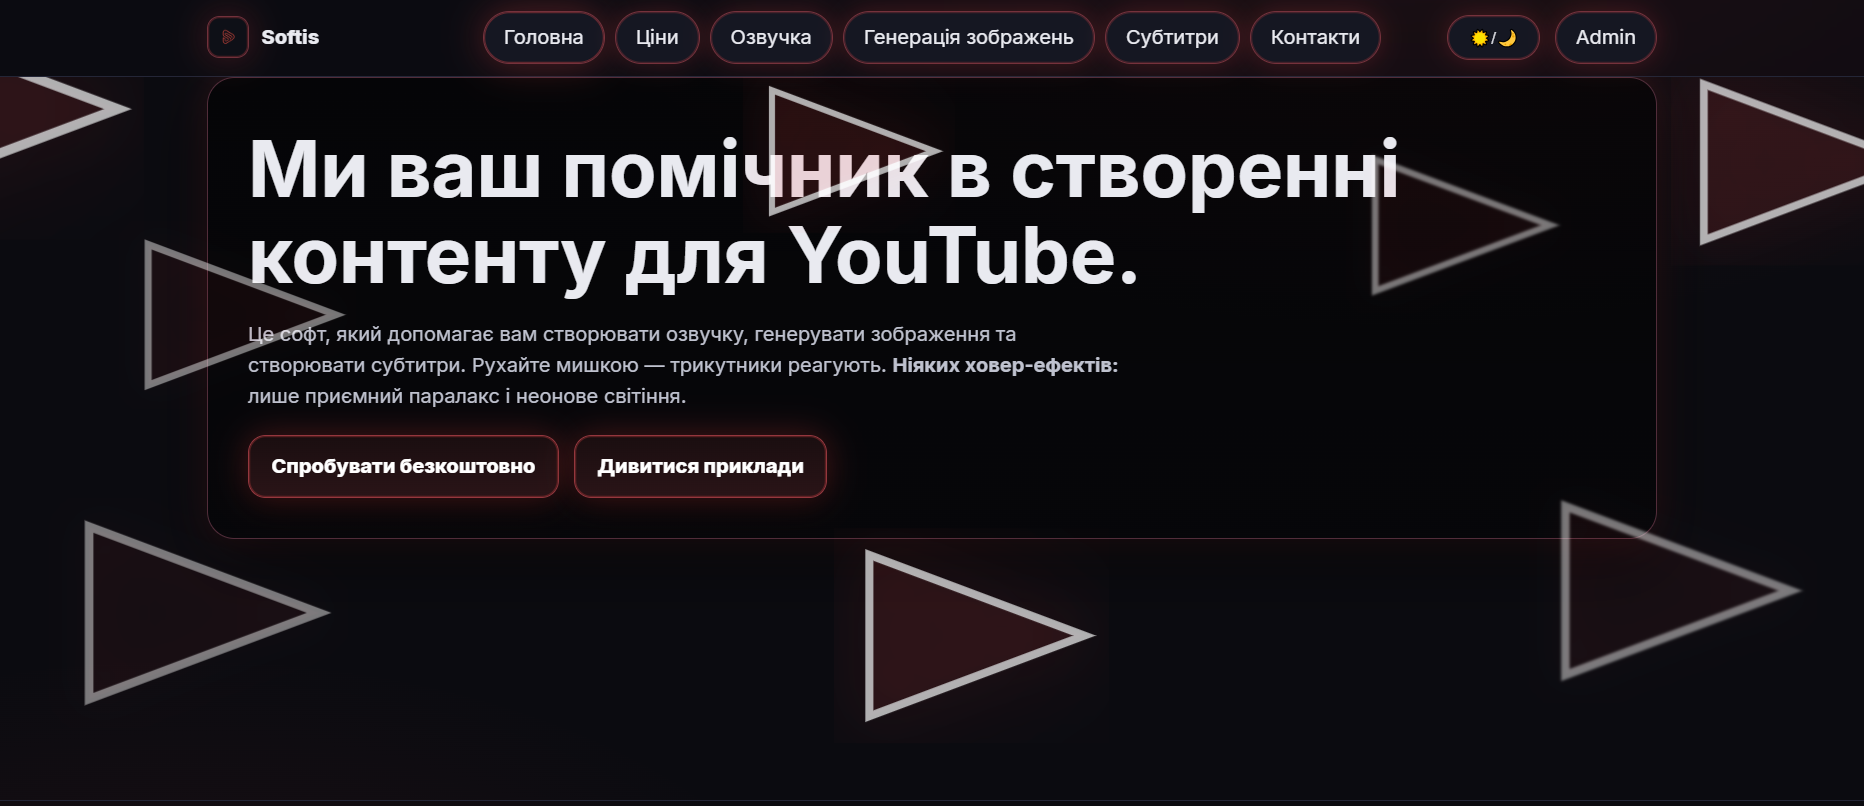 Softis
Головна
Ціни
Озвучка
Генерація зображень
Субтитри
Контакти
☀️/🌙
Admin
Ми ваш помічник в створенні
контенту для YouTube.
Це софт, який допомагає вам створювати озвучку, генерувати зображення та
створювати субтитри. Рухайте мишкою — трикутники реагують. Ніяких ховер-ефектів:
лише приємний паралакс і неонове світіння.
Спробувати безкоштовно
Дивитися приклади